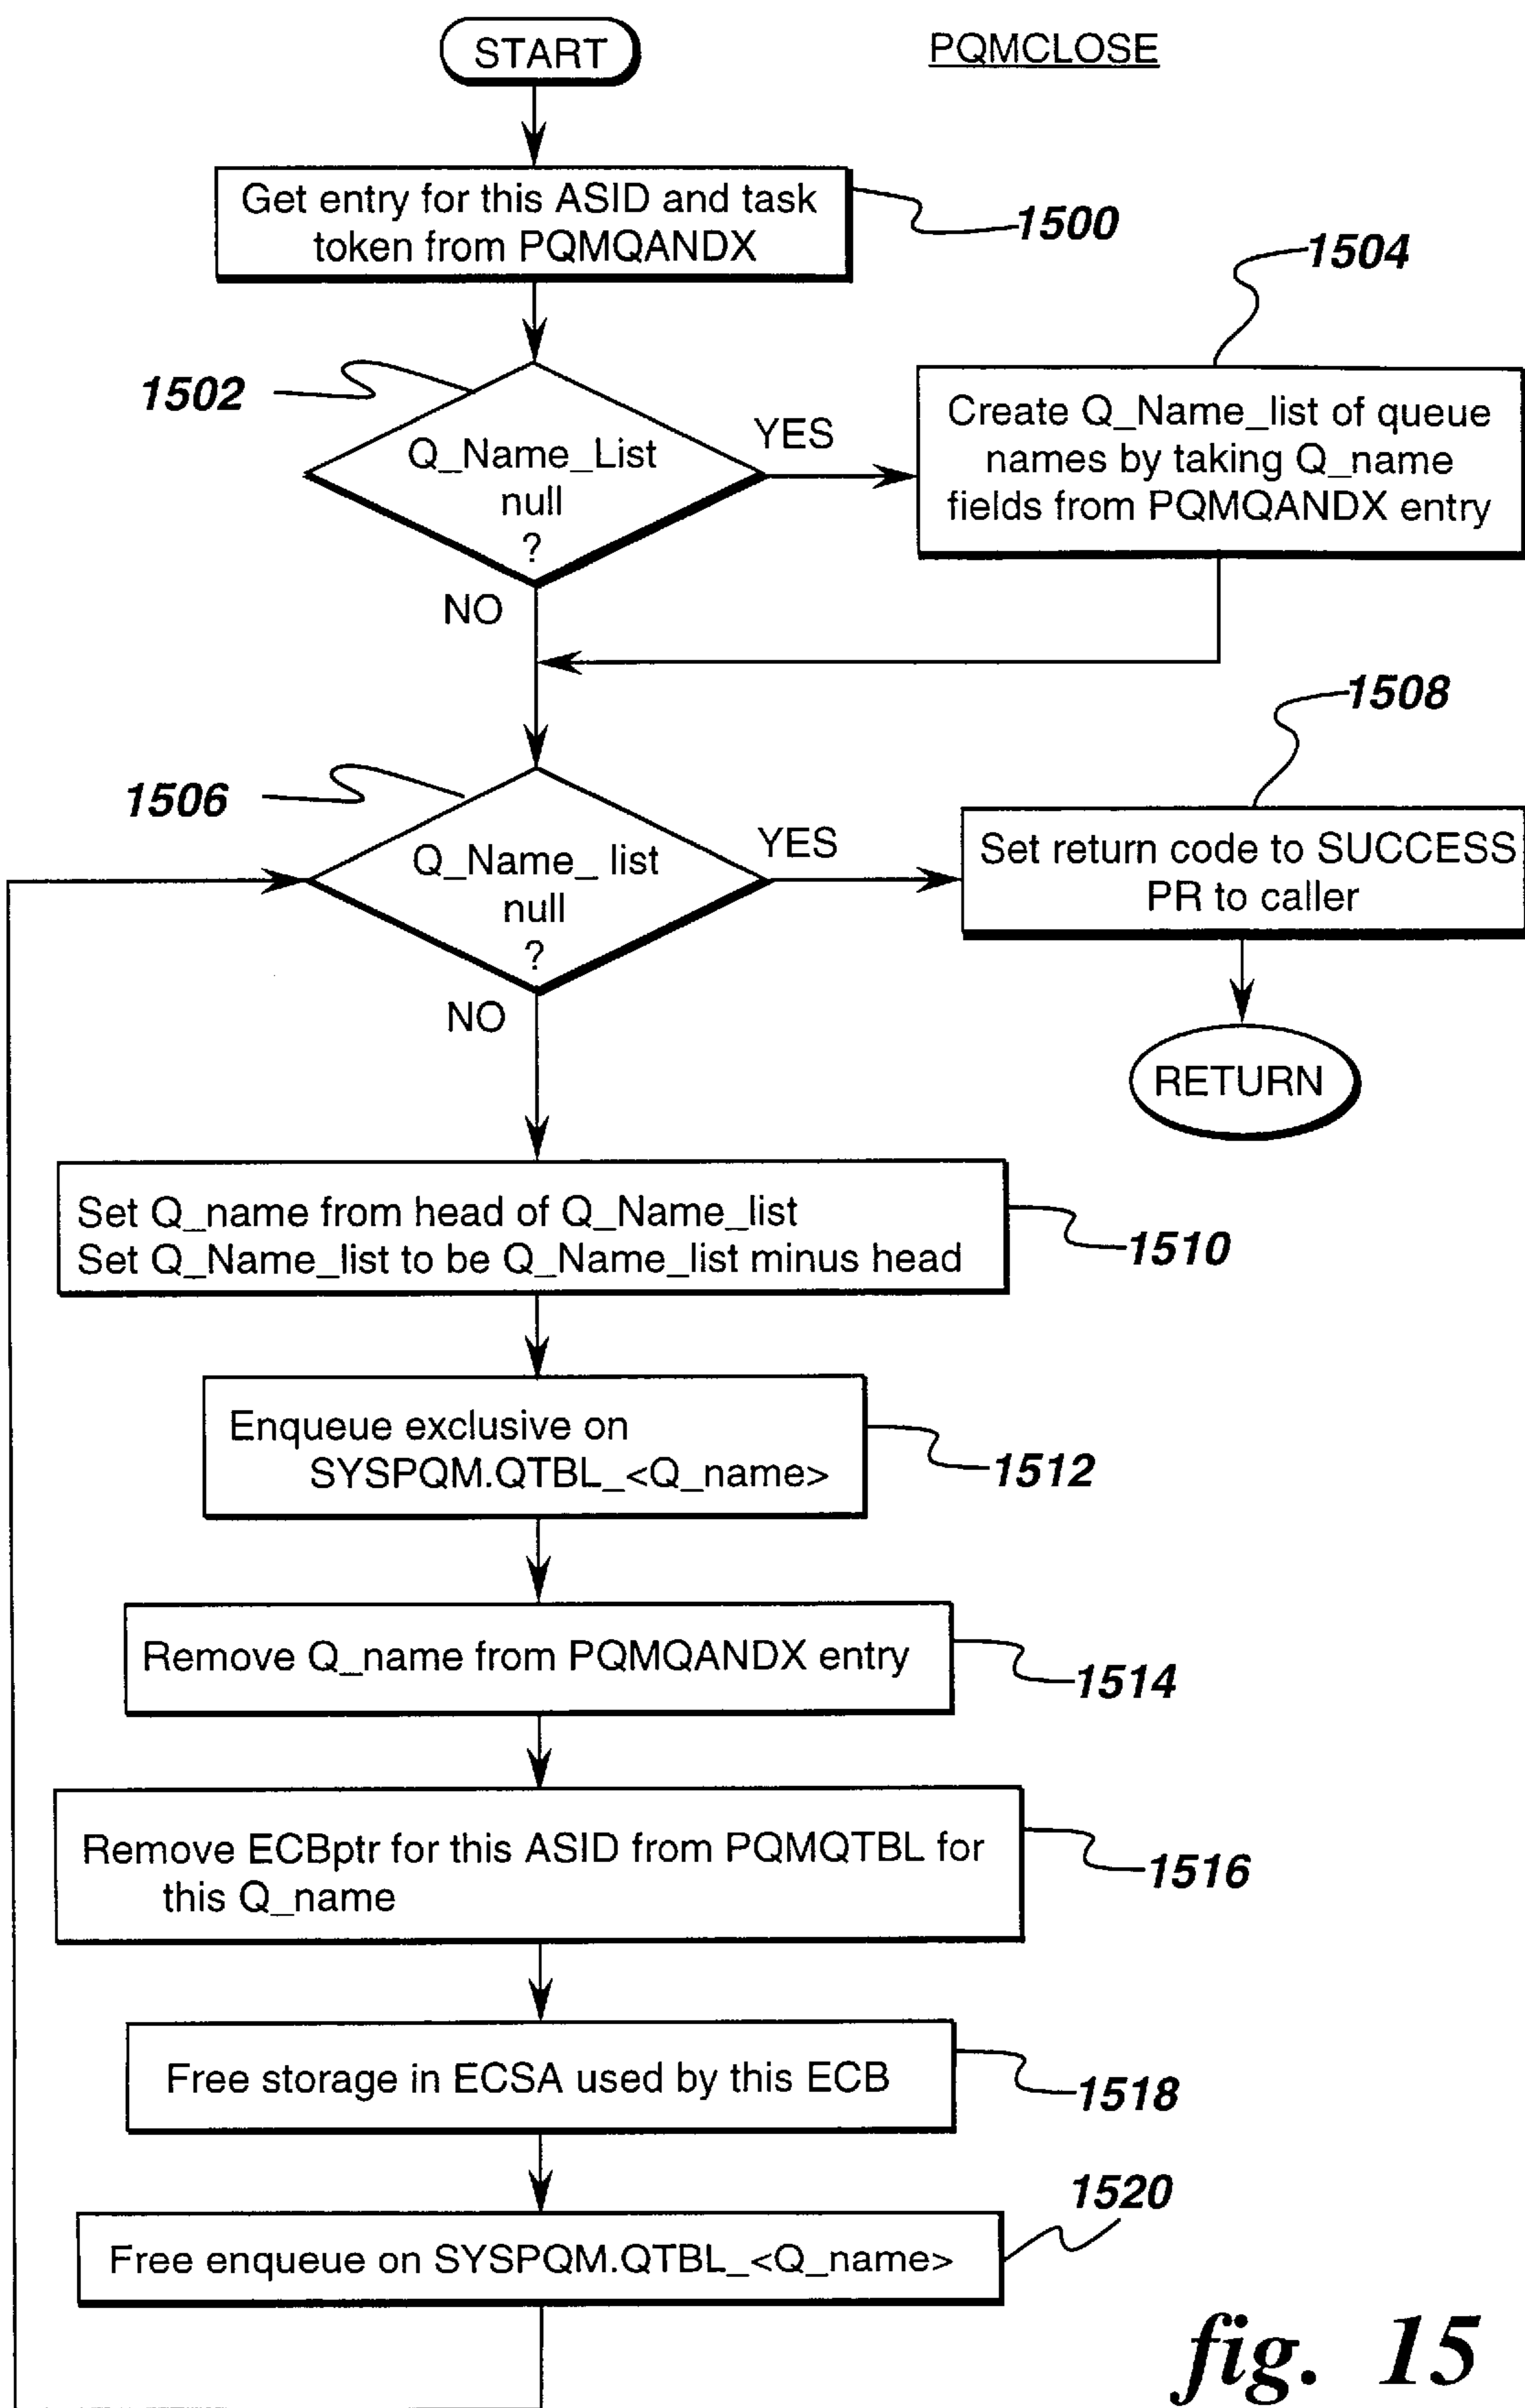 START
PQMCLOSE
Get entry for this ASID and task
token from PQMQANDX
1500
1504
1502
Q_Name_List
null
?
YES
Create Q_Name_list of queue
names by taking Q_name
fields from PQMQANDX entry
NO
1508
1506
Q_Name_ list
null
?
YES
Set return code to SUCCESS
PR to caller
NO
RETURN
Set Q_name from head of Q_Name_list
Set Q_Name_list to be Q_Name_list minus head
1510
Enqueue exclusive on
SYSPQM.QTBL_<Q_name>
1512
Remove Q_name from PQMQANDX entry
1514
Remove ECBptr for this ASID from PQMQTBL for
this Q_name
1516
Free storage in ECSA used by this ECB
1518
1520
Free enqueue on SYSPQM.QTBL_<Q_name>
fig. 15